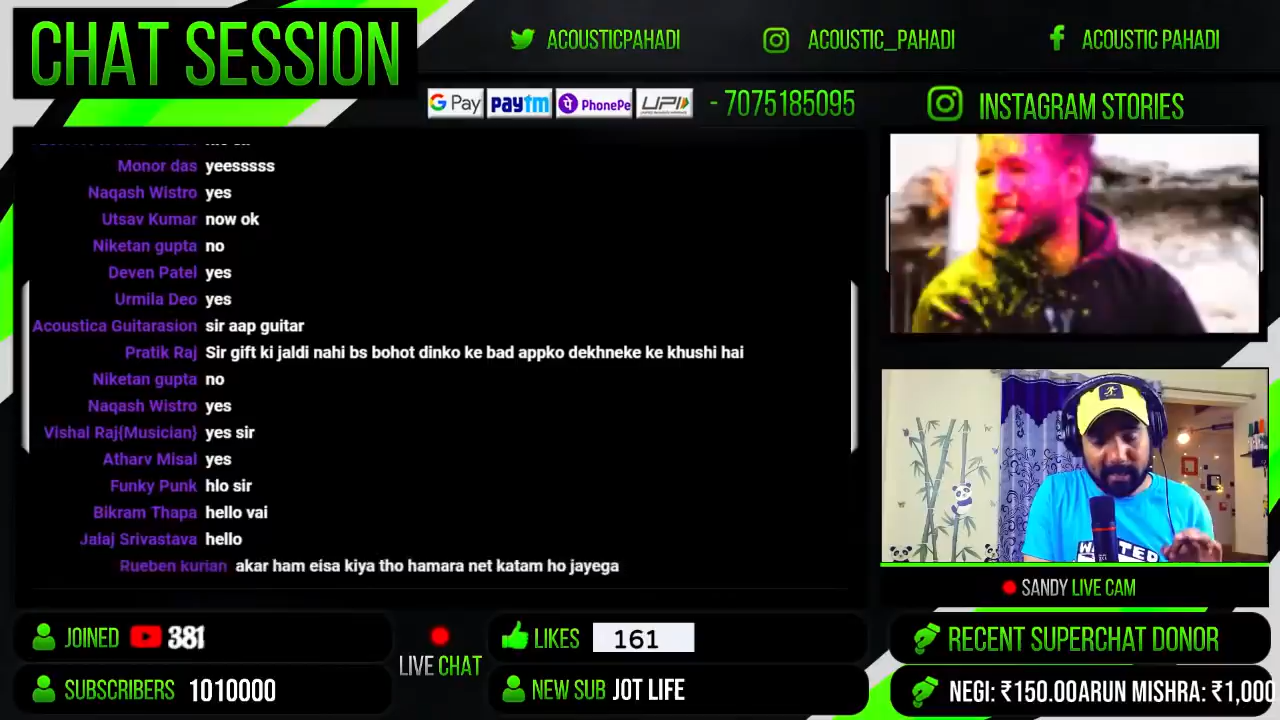 CHAT SESSION
ACOUSTICPAHADI
ACOUSTIC_PAHADI
ACOUSTIC PAHADI
G Pay paytm PhonePe UPI - 7075185095
INSTAGRAM STORIES
Monor das yeesssss
Naqash Wistro yes
Utsav Kumar now ok
Niketan gupta no
Deven Patel yes
Urmila Deo yes
Acoustica Guitarasion sir aap guitar
Pratik Raj Sir gift ki jaldi nahi bs bohot dinko ke bad appko dekhneke ke khushi hai
Niketan gupta no
Naqash Wistro yes
Vishal Raj{Musician} yes sir
Atharv Misal yes
Funky Punk hlo sir
Bikram Thapa hello vai
Jalaj Srivastava hello
Rueben kurian akar ham eisa kiya tho hamara net katam ho jayega
SANDY LIVE CAM
JOINED 381
LIVE CHAT
LIKES 161
RECENT SUPERCHAT DONOR
SUBSCRIBERS 1010000
NEW SUB JOT LIFE
NEGI: ₹150.00ARUN MISHRA: ₹1,000